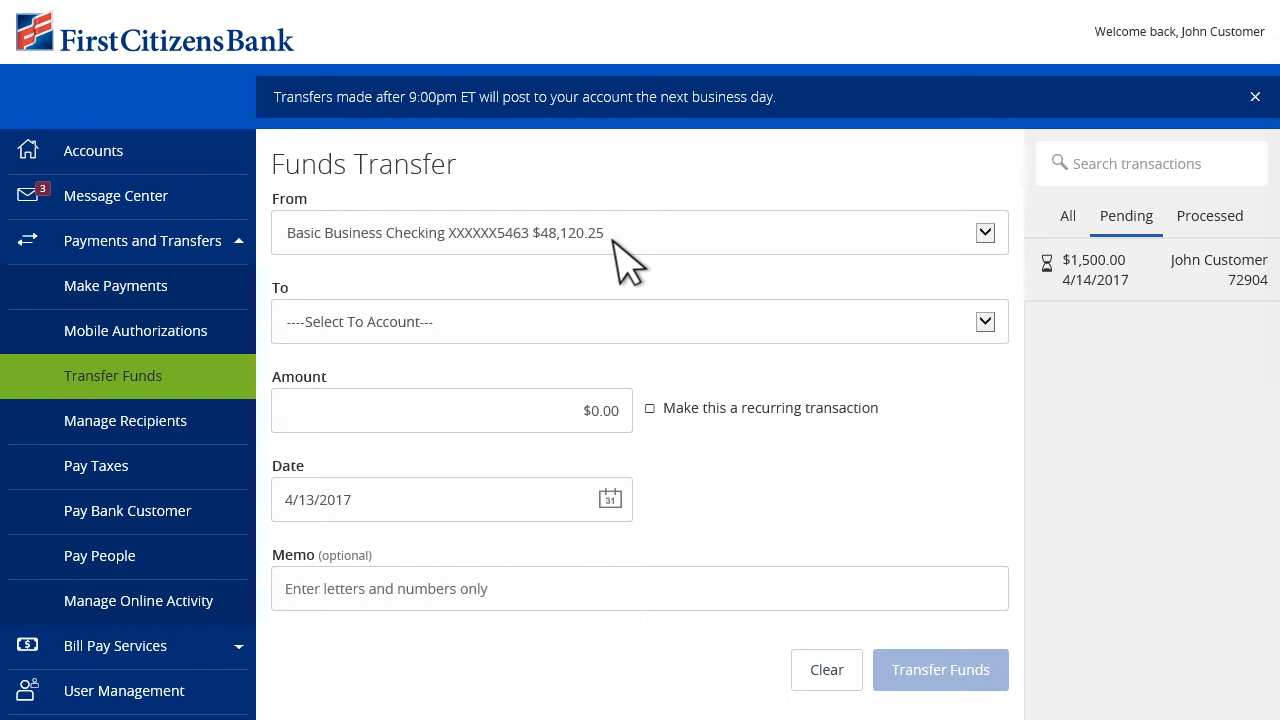 First Citizens Bank
Welcome back, John Customer
Transfers made after 9:00pm ET will post to your account the next business day.
Accounts
3
Message Center
Payments and Transfers
Make Payments
Mobile Authorizations
Transfer Funds
Manage Recipients
Pay Taxes
Pay Bank Customer
Pay People
Manage Online Activity
Bill Pay Services
User Management
Funds Transfer
From
Basic Business Checking XXXXXX5463 $48,120.25
To
----Select To Account---
Amount
$0.00
Make this a recurring transaction
Date
4/13/2017
31
Memo (optional)
Enter letters and numbers only
Clear
Transfer Funds
Search transactions
All Pending Processed
$1,500.00 John Customer
4/14/2017 72904